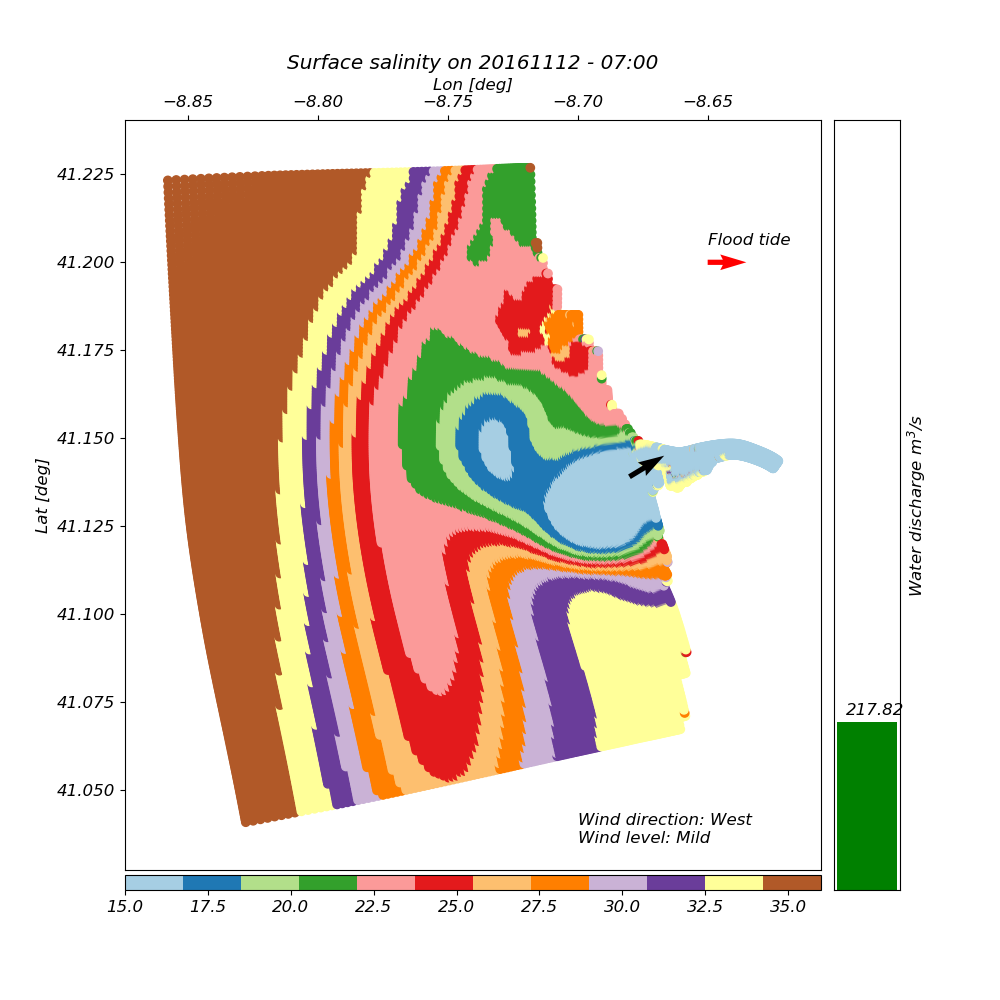 Surface salinity on 20161112 - 07:00
Lon [deg]
−8.85 −8.80 −8.75 −8.70 −8.65
41.225
41.200
41.175
41.150
41.125
41.100
41.075
41.050
Lat [deg]
Flood tide
Wind direction: West
Wind level: Mild
15.0 17.5 20.0 22.5 25.0 27.5 30.0 32.5 35.0
217.82
Water discharge m³/s